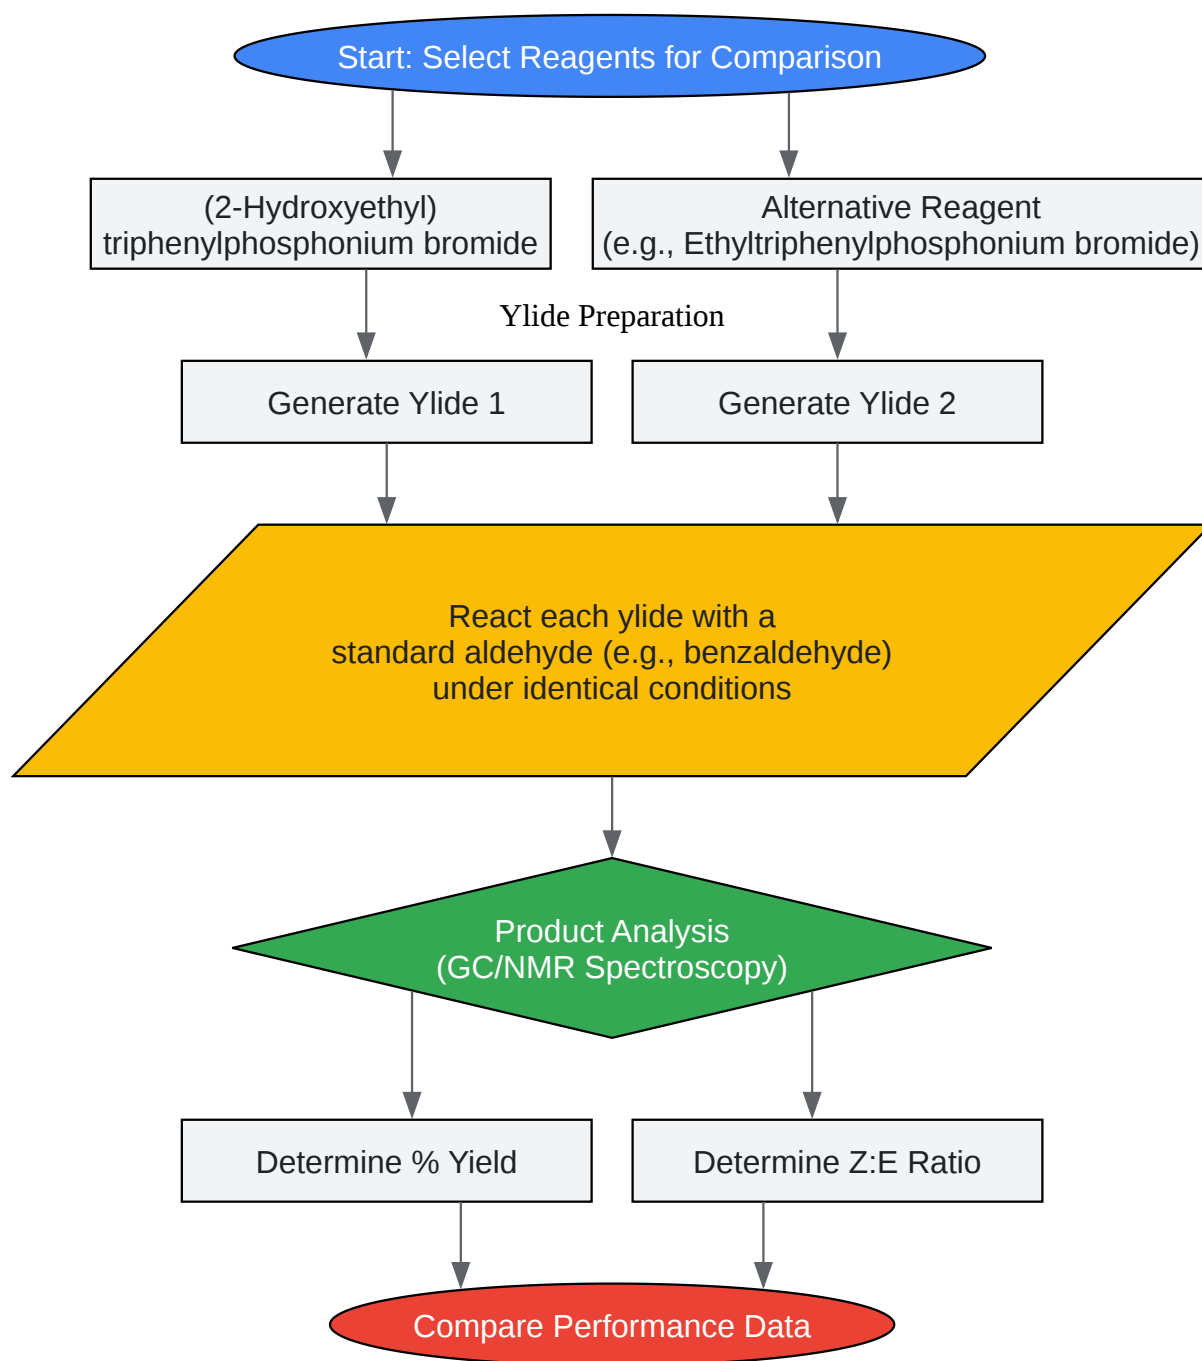 Start: Select Reagents for Comparison
(2-Hydroxyethyl)
triphenylphosphonium bromide
Alternative Reagent
(e.g., Ethyltriphenylphosphonium bromide)
Ylide Preparation
Generate Ylide 1
Generate Ylide 2
React each ylide with a
standard aldehyde (e.g., benzaldehyde)
under identical conditions
Product Analysis
(GC/NMR Spectroscopy)
Determine % Yield
Determine Z:E Ratio
Compare Performance Data